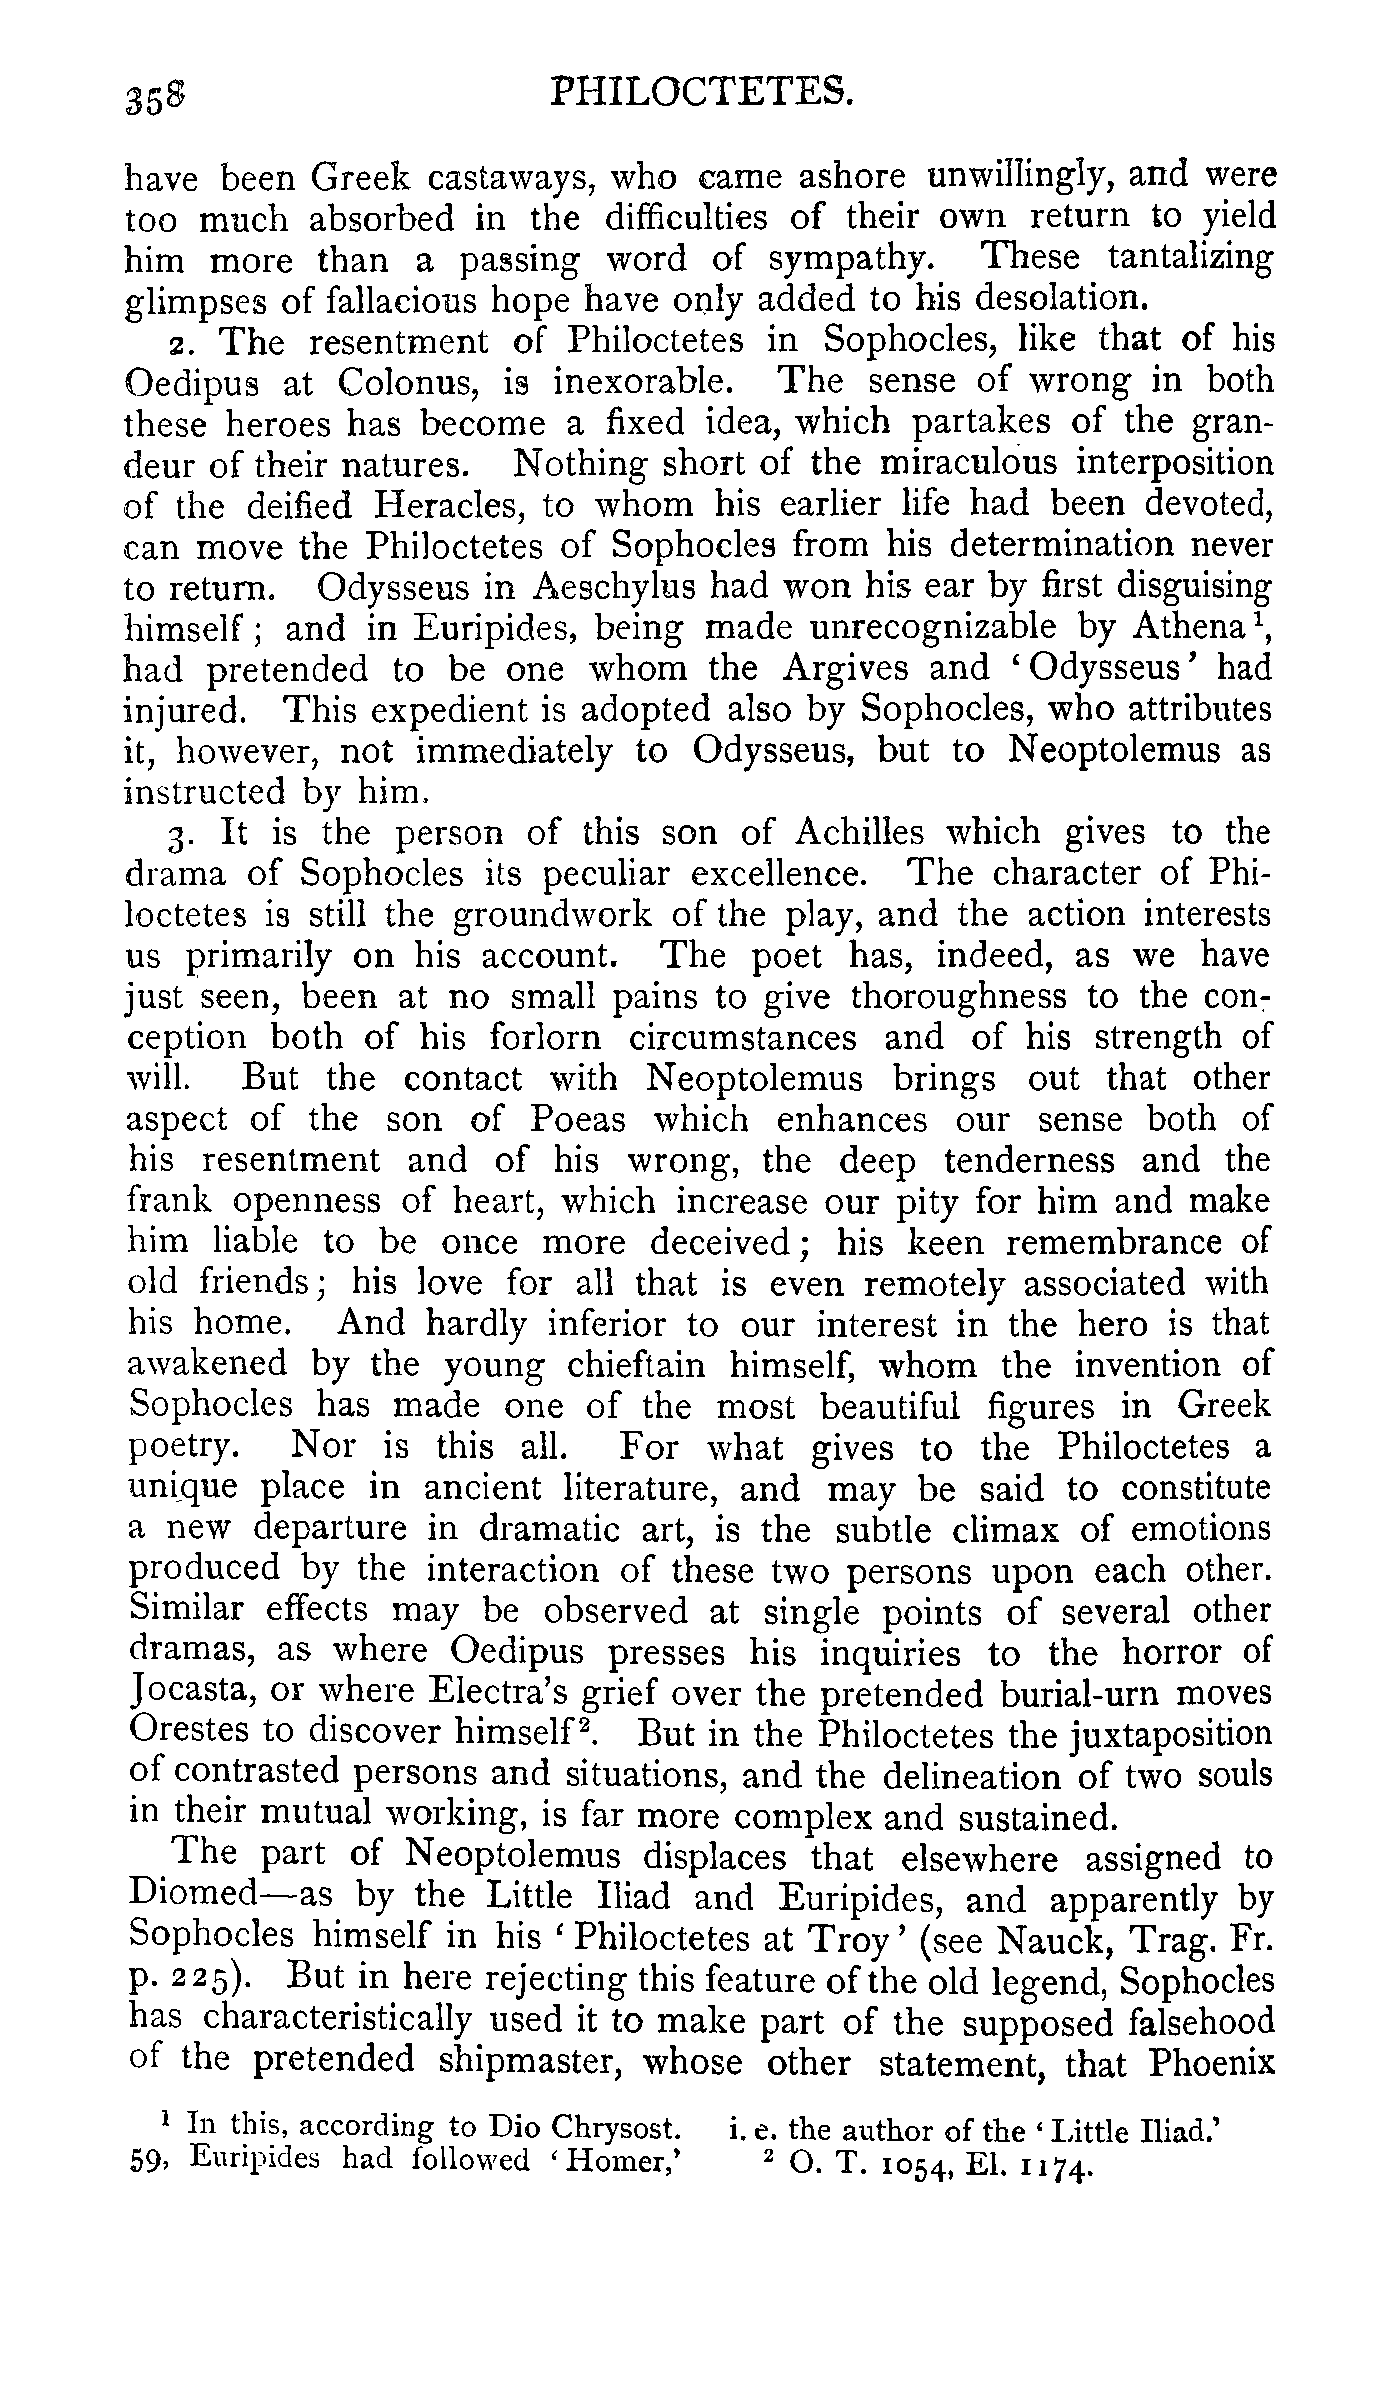 358 PHILOCTETES.
have been Greek castaways, who came ashore unwillingly, and were
too much absorbed in the difficulties of their own return to yield
him more than a passing word of sympathy. These tantalizing
glimpses of fallacious hope have only added to his desolation.
2. The resentment of Philoctetes in Sophocles, like that of his
Oedipus at Colonus, is inexorable. The sense of wrong in both
these heroes has become a fixed idea, which partakes of the gran-
deur of their natures. Nothing short of the miraculous interposition
of the deified Heracles, to whom his earlier life had been devoted,
can move the Philoctetes of Sophocles from his determination never
to return. Odysseus in Aeschylus had won his ear by first disguising
himself; and in Euripides, being made unrecognizable by Athena¹,
had pretended to be one whom the Argives and ‘Odysseus’ had
injured. This expedient is adopted also by Sophocles, who attributes
it, however, not immediately to Odysseus, but to Neoptolemus as
instructed by him.
3. It is the person of this son of Achilles which gives to the
drama of Sophocles its peculiar excellence. The character of Phi-
loctetes is still the groundwork of the play, and the action interests
us primarily on his account. The poet has, indeed, as we have
just seen, been at no small pains to give thoroughness to the con-
ception both of his forlorn circumstances and of his strength of
will. But the contact with Neoptolemus brings out that other
aspect of the son of Poeas which enhances our sense both of
his resentment and of his wrong, the deep tenderness and the
frank openness of heart, which increase our pity for him and make
him liable to be once more deceived; his keen remembrance of
old friends; his love for all that is even remotely associated with
his home. And hardly inferior to our interest in the hero is that
awakened by the young chieftain himself, whom the invention of
Sophocles has made one of the most beautiful figures in Greek
poetry. Nor is this all. For what gives to the Philoctetes a
unique place in ancient literature, and may be said to constitute
a new departure in dramatic art, is the subtle climax of emotions
produced by the interaction of these two persons upon each other.
Similar effects may be observed at single points of several other
dramas, as where Oedipus presses his inquiries to the horror of
Jocasta, or where Electra’s grief over the pretended burial-urn moves
Orestes to discover himself². But in the Philoctetes the juxtaposition
of contrasted persons and situations, and the delineation of two souls
in their mutual working, is far more complex and sustained.
The part of Neoptolemus displaces that elsewhere assigned to
Diomed—as by the Little Iliad and Euripides, and apparently by
Sophocles himself in his ‘Philoctetes at Troy’ (see Nauck, Trag. Fr.
p. 225). But in here rejecting this feature of the old legend, Sophocles
has characteristically used it to make part of the supposed falsehood
of the pretended shipmaster, whose other statement, that Phoenix
¹ In this, according to Dio Chrysost.
59, Euripides had followed ‘Homer,’
i. e. the author of the ‘Little Iliad.’
² O. T. 1054, El. 1174.